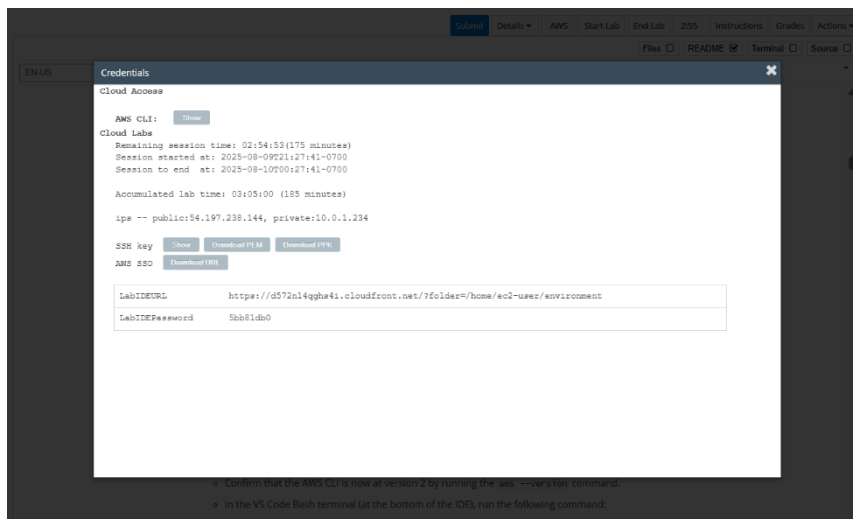 Submit Details AWS Start Lab End Lab 2:55 Instructions Grades Actions
Files README Terminal Source
EN-US
Credentials
Cloud Access
AWS CLI: Show
Cloud Labs
Remaining session time: 02:54:53(175 minutes)
Session started at: 2025-08-09T21:27:41-0700
Session to end at: 2025-08-10T00:27:41-0700
Accumulated lab time: 03:05:00 (185 minutes)
ips -- public:54.197.238.144, private:10.0.1.234
SSH key Show Download PEM Download PPK
AWS SSO Download URL
LabIDEURL https://d572n14qghs4i.cloudfront.net/?folder=/home/ec2-user/environment
LabIDEPassword 5bb81db0
Confirm that the AWS CLI is now at version 2 by running the aws --version command.
In the VS Code Bash terminal (at the bottom of the IDE), run the following command: